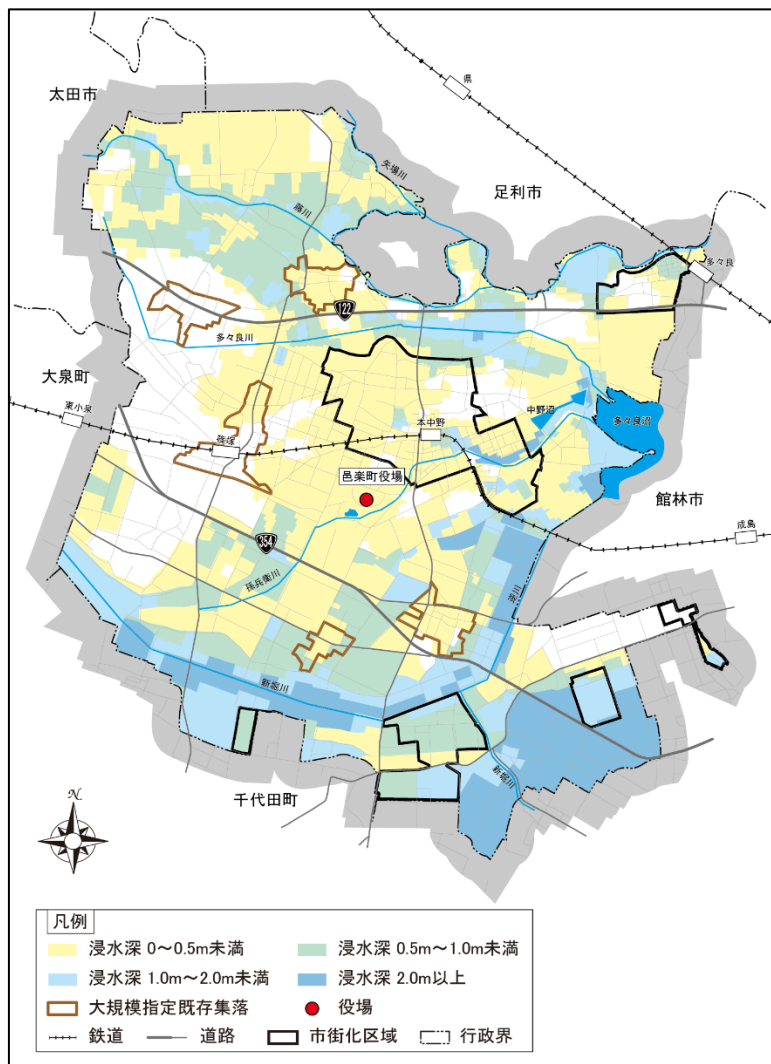 県
太田市
矢場川
足利市
藤川
多々良
122
多々良川
大泉町
東小泉
篠塚
本中野
中野沼
多々良沼
邑楽町役場
館林市
成島
354
孫兵衛川
逆川
新堀川
新堀川
千代田町
N
凡例
浸水深 0～0.5m未満 浸水深 0.5m～1.0m未満
浸水深 1.0m～2.0m未満 浸水深 2.0m以上
大規模指定既存集落 役場
鉄道 道路 市街化区域 行政界